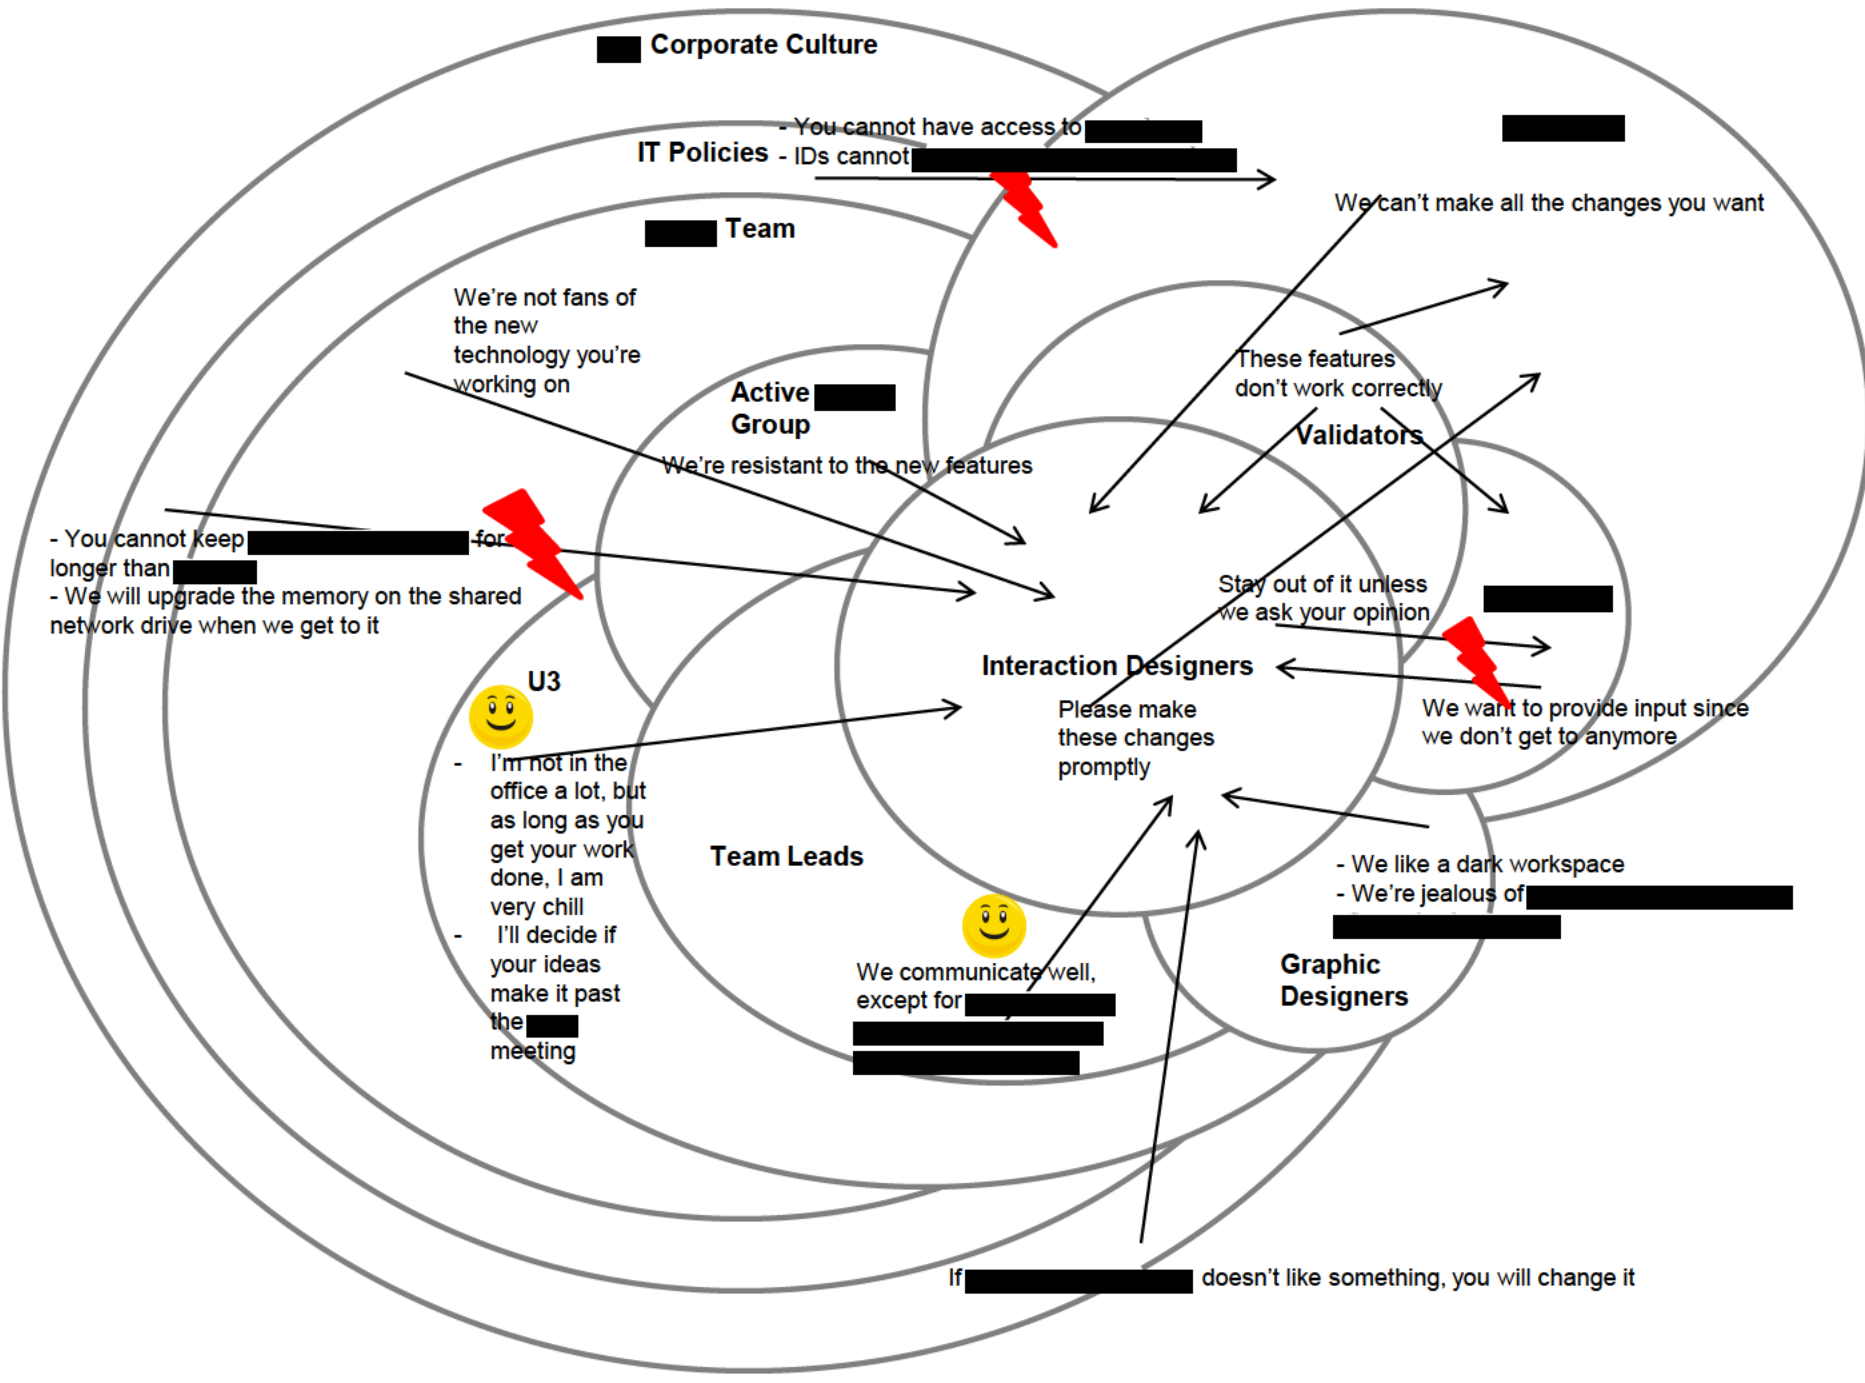 Corporate Culture
- You cannot have access to
IT Policies - IDs cannot
We can't make all the changes you want
Team
We're not fans of
the new
technology you're
working on
These features
don't work correctly
Active
Group
Validators
We're resistant to the new features
- You cannot keep for
longer than
- We will upgrade the memory on the shared
network drive when we get to it
Stay out of it unless
we ask your opinion
Interaction Designers
U3
Please make
these changes
promptly
We want to provide input since
we don't get to anymore
- I'm not in the
office a lot, but
as long as you
get your work
done, I am
very chill
- I'll decide if
your ideas
make it past
the
meeting
Team Leads
- We like a dark workspace
- We're jealous of
We communicate well,
except for
Graphic
Designers
If doesn't like something, you will change it